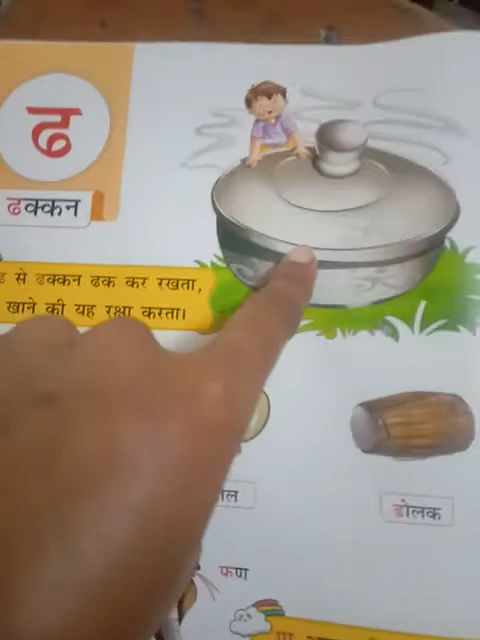 ढ
ढक्कन
से ढक्कन ढक कर रखता,
खाने की यह रक्षा करता।
ढोलक
फण